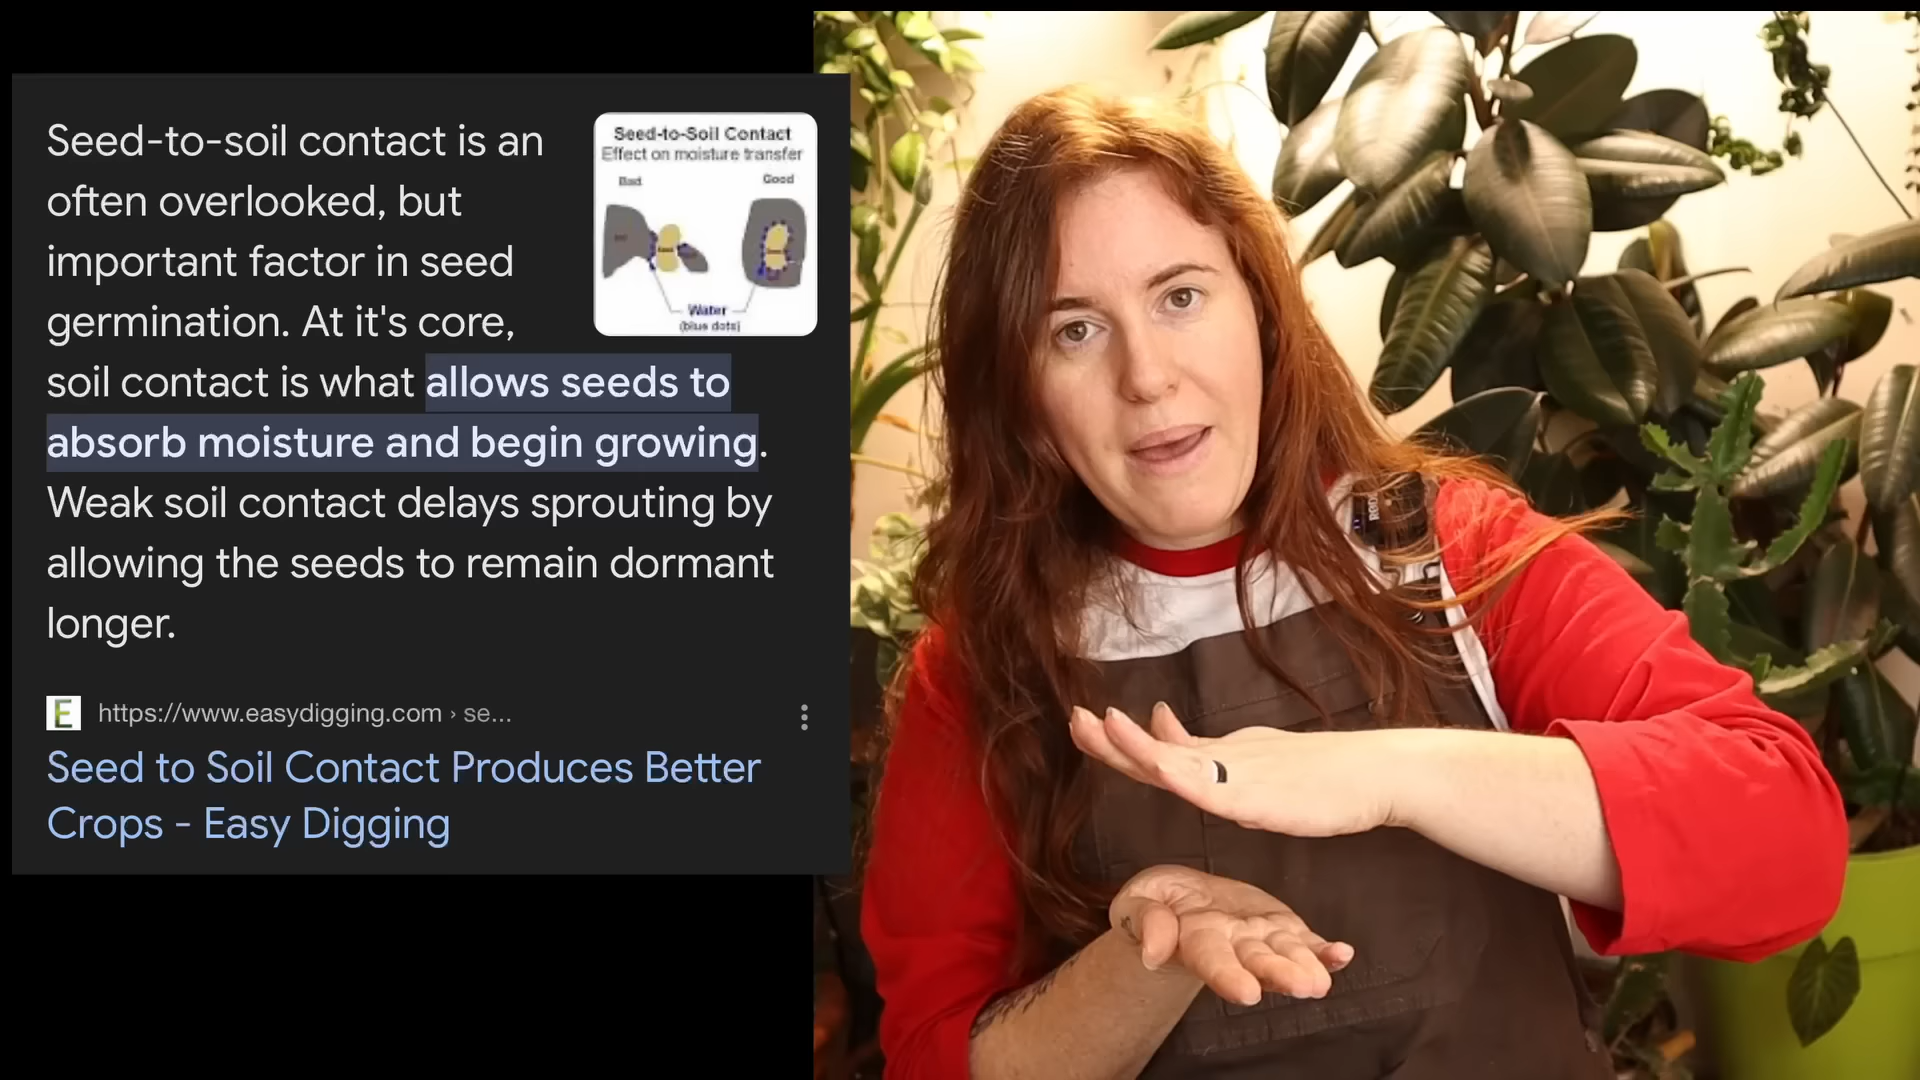 Seed-to-soil contact is an
often overlooked, but
important factor in seed
germination. At it's core,
soil contact is what allows seeds to
absorb moisture and begin growing.
Weak soil contact delays sprouting by
allowing the seeds to remain dormant
longer.
Seed-to-Soil Contact
Effect on moisture transfer
Bad
Good
Water
(blue dots)
E
https://www.easydigging.com › se...
Seed to Soil Contact Produces Better
Crops - Easy Digging